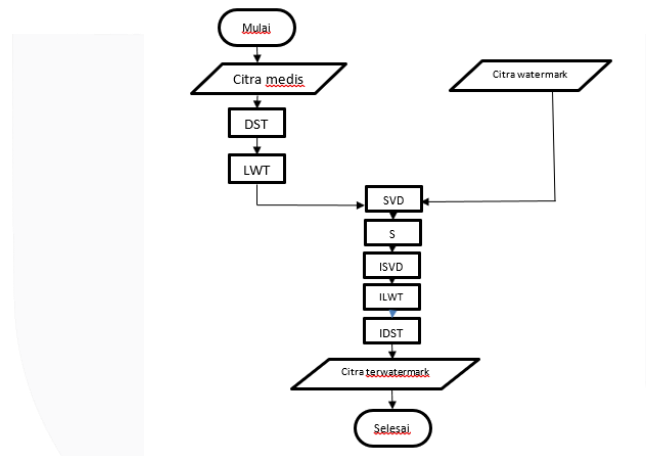 Mulai
Citra medis
Citra watermark
DST
LWT
SVD
S
ISVD
ILWT
IDST
Citra terwatermark
Selesai